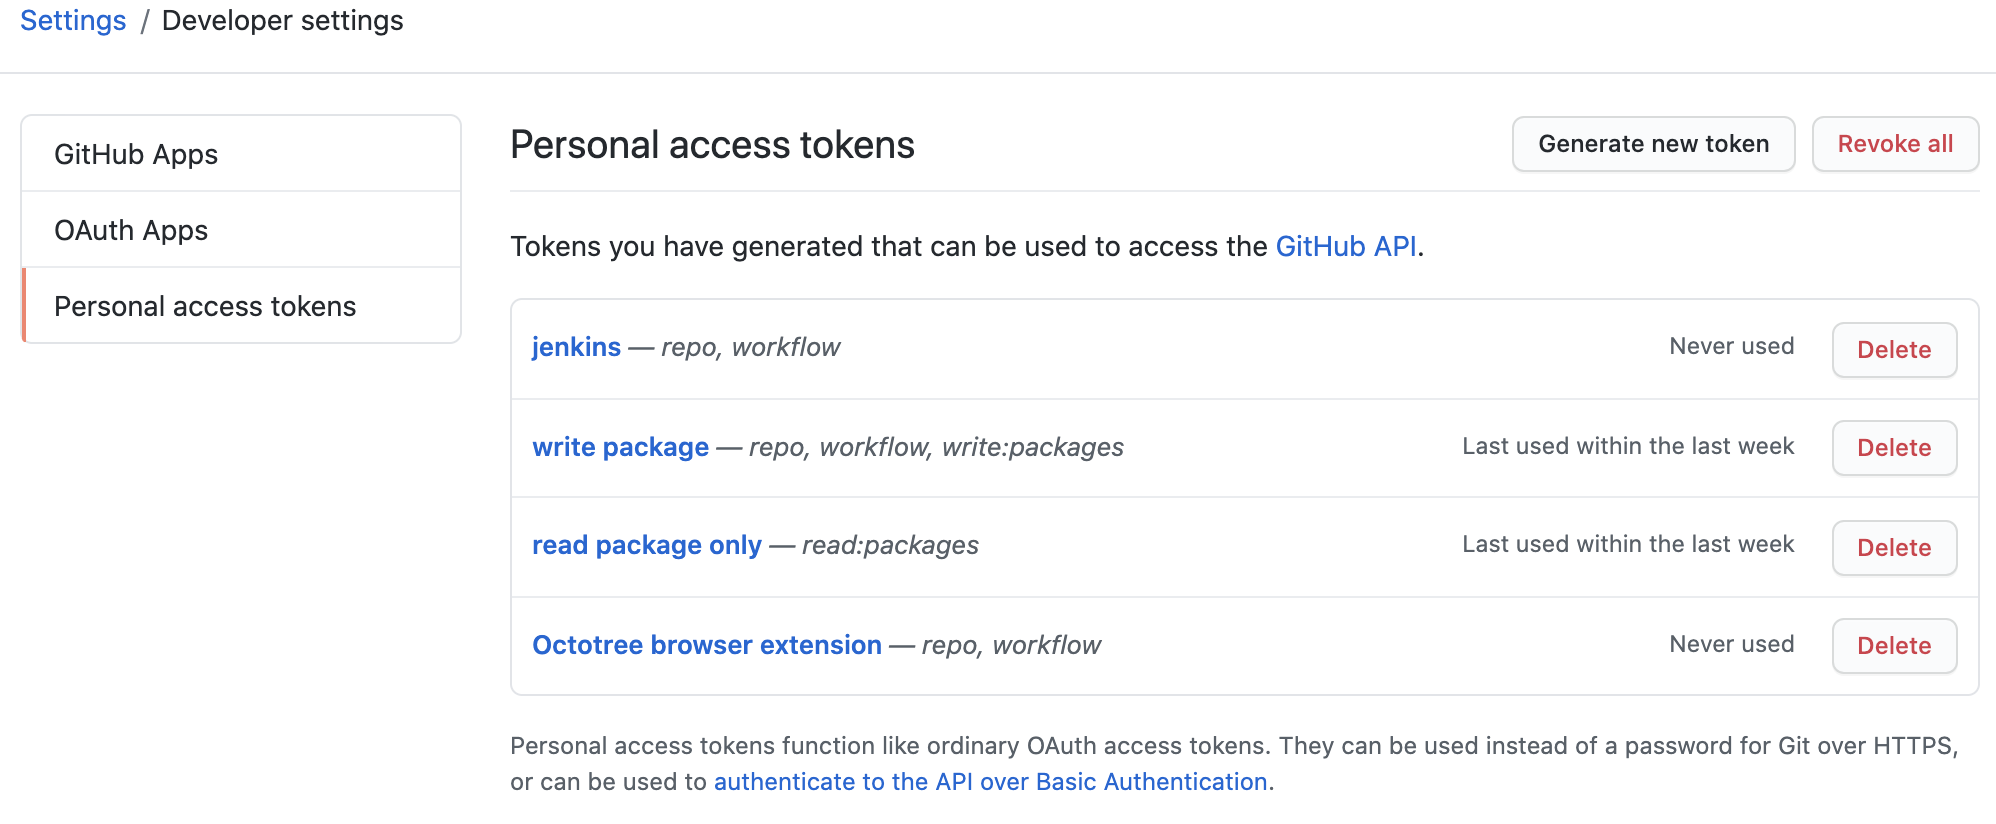 Settings / Developer settings
GitHub Apps
OAuth Apps
Personal access tokens
Personal access tokens
Generate new token
Revoke all
Tokens you have generated that can be used to access the GitHub API.
jenkins — repo, workflow
Never used
Delete
write package — repo, workflow, write:packages
Last used within the last week
Delete
read package only — read:packages
Last used within the last week
Delete
Octotree browser extension — repo, workflow
Never used
Delete
Personal access tokens function like ordinary OAuth access tokens. They can be used instead of a password for Git over HTTPS,
or can be used to authenticate to the API over Basic Authentication.